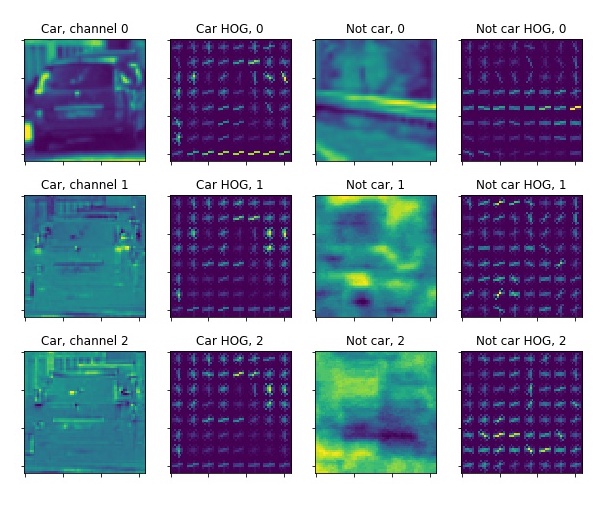 Car, channel 0
Car HOG, 0
Not car, 0
Not car HOG, 0
Car, channel 1
Car HOG, 1
Not car, 1
Not car HOG, 1
Car, channel 2
Car HOG, 2
Not car, 2
Not car HOG, 2